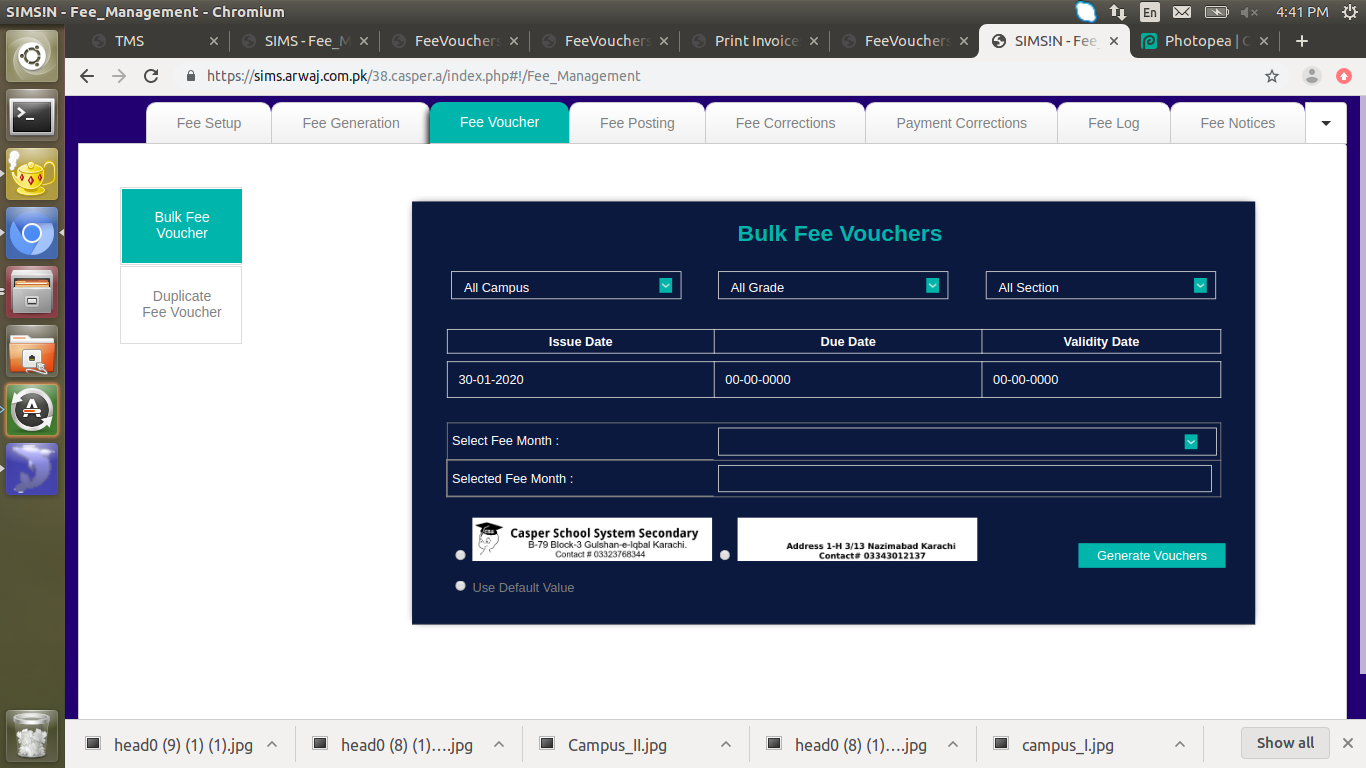 SIMS!N - Fee_Management - Chromium
En
4:41 PM
TMS
SIMS - Fee_M
FeeVouchers
FeeVouchers
Print Invoice
FeeVouchers
SIMS!N - Fee_
Photopea | O
https://sims.arwaj.com.pk/38.casper.a/index.php#!/Fee_Management
Fee Setup
Fee Generation
Fee Voucher
Fee Posting
Fee Corrections
Payment Corrections
Fee Log
Fee Notices
Bulk Fee
Voucher
Duplicate
Fee Voucher
Bulk Fee Vouchers
All Campus
All Grade
All Section
Issue Date
Due Date
Validity Date
30-01-2020
00-00-0000
00-00-0000
Select Fee Month :
Selected Fee Month :
Casper School System Secondary
B-79 Block-3 Gulshan-e-Iqbal Karachi.
Contact # 03323768344
Address 1-H 3/13 Nazimabad Karachi
Contact# 03343012137
Generate Vouchers
Use Default Value
head0 (9) (1) (1).jpg
head0 (8) (1)....jpg
Campus_II.jpg
head0 (8) (1)....jpg
campus_I.jpg
Show all